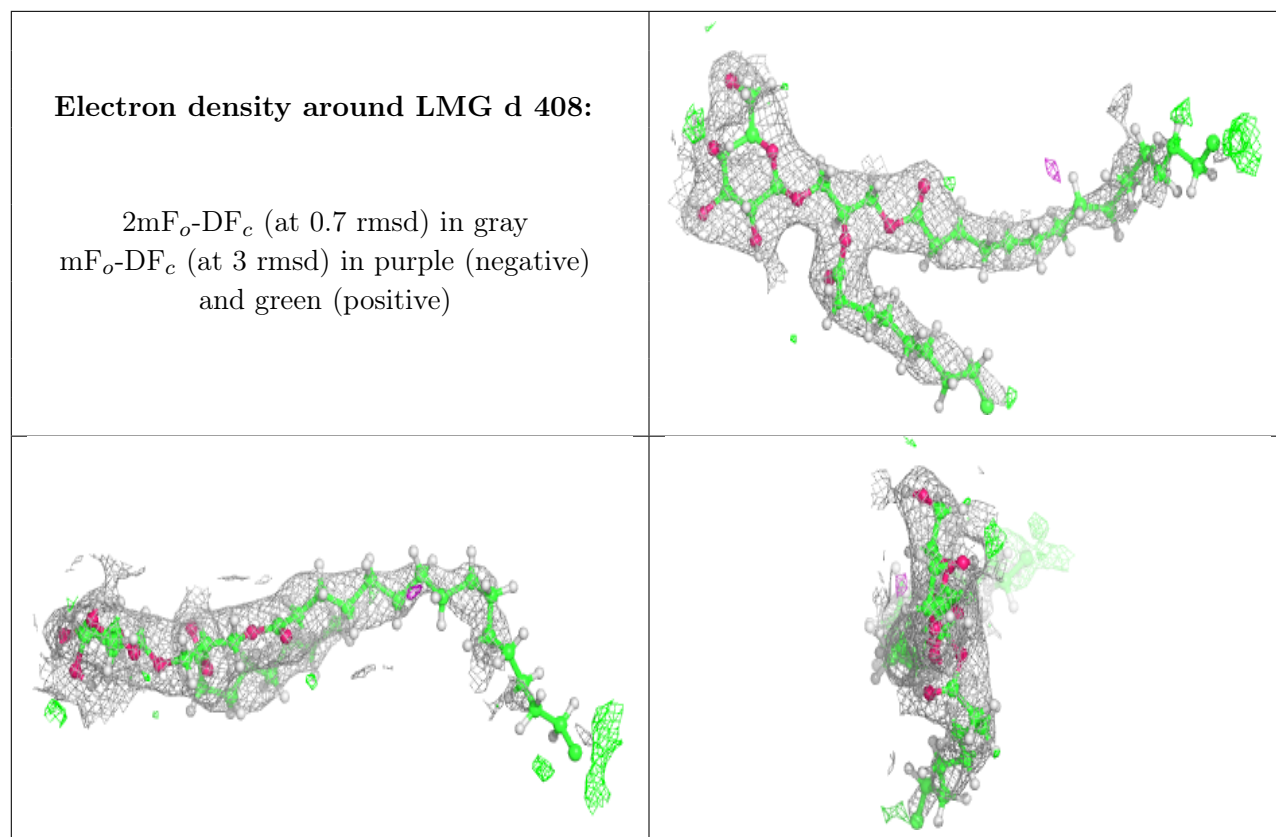 Electron density around LMG d 408:
2mFo-DFc (at 0.7 rmsd) in gray
mFo-DFc (at 3 rmsd) in purple (negative)
and green (positive)